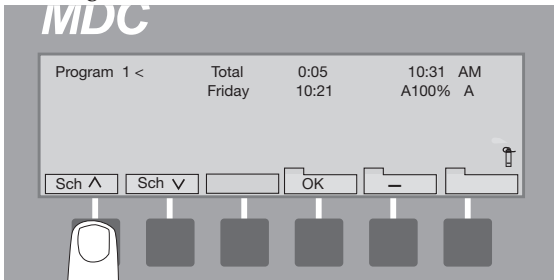 MDC
Program 1 < Total 0:05 10:31 AM
Friday 10:21 A100% A
Sch ᐱ Sch ᐯ OK –